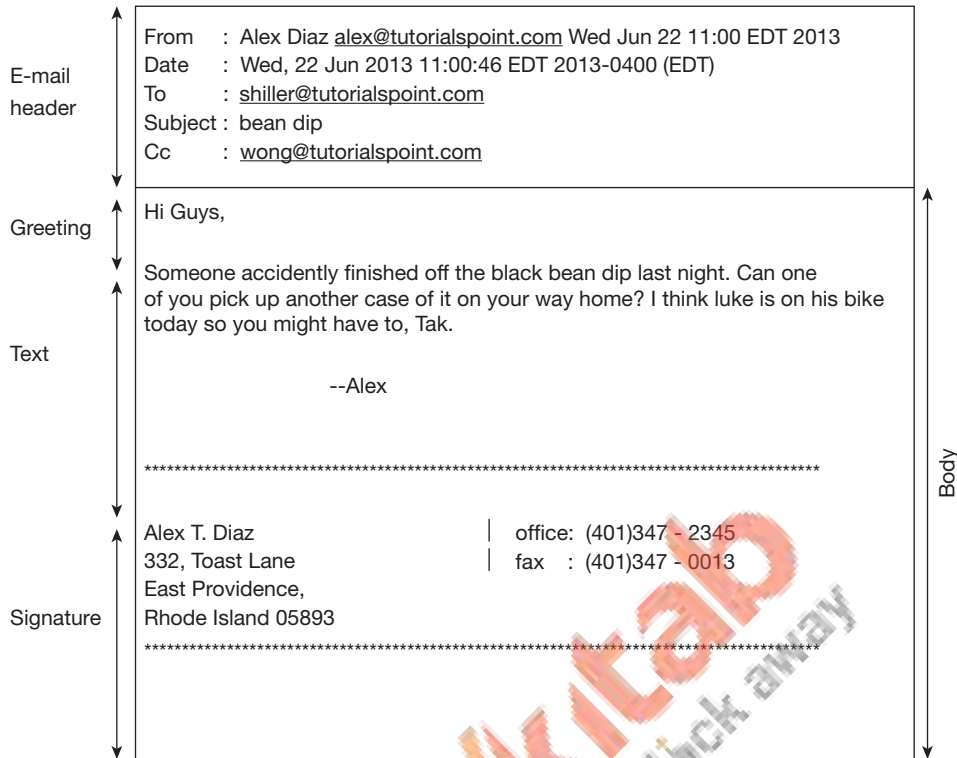 E-mail
header
From : Alex Diaz alex@tutorialspoint.com Wed Jun 22 11:00 EDT 2013
Date : Wed, 22 Jun 2013 11:00:46 EDT 2013-0400 (EDT)
To : shiller@tutorialspoint.com
Subject : bean dip
Cc : wong@tutorialspoint.com
Greeting
Hi Guys,
Text
Someone accidently finished off the black bean dip last night. Can one
of you pick up another case of it on your way home? I think luke is on his bike
today so you might have to, Tak.
--Alex
******************************************************************************************
Signature
Alex T. Diaz | office: (401)347 - 2345
332, Toast Lane | fax : (401)347 - 0013
East Providence,
Rhode Island 05893
******************************************************************************************
Body